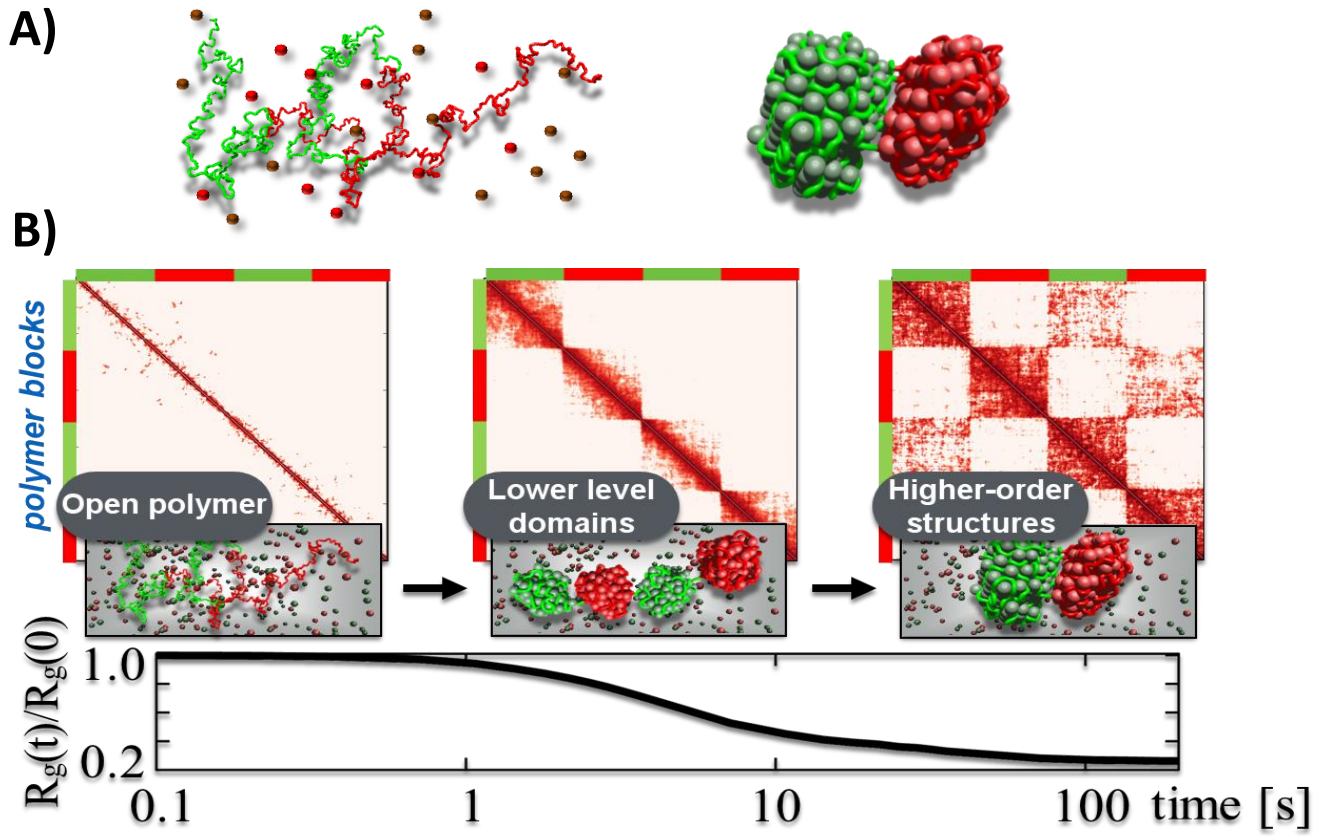 A)
B)
polymer blocks
Open polymer
Lower level
domains
Higher-order
structures
Rg(t)/Rg(0)
1.0
0.2
0.1
1
10
100
time [s]